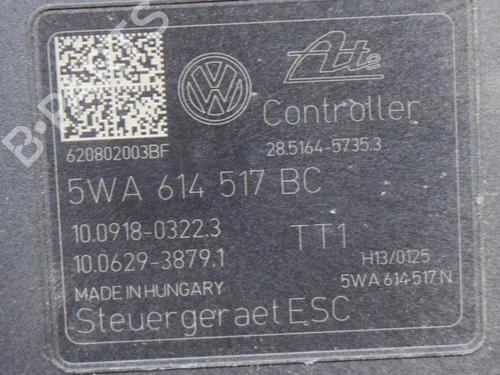 Ate
Controller
620802003BF
28.5164-5735.3
5WA 614 517 BC
10.0918-0322.3
TT1
10.0629-3879.1
H13/0125
5WA 614 517 N
MADE IN HUNGARY
Steuergeraet ESC